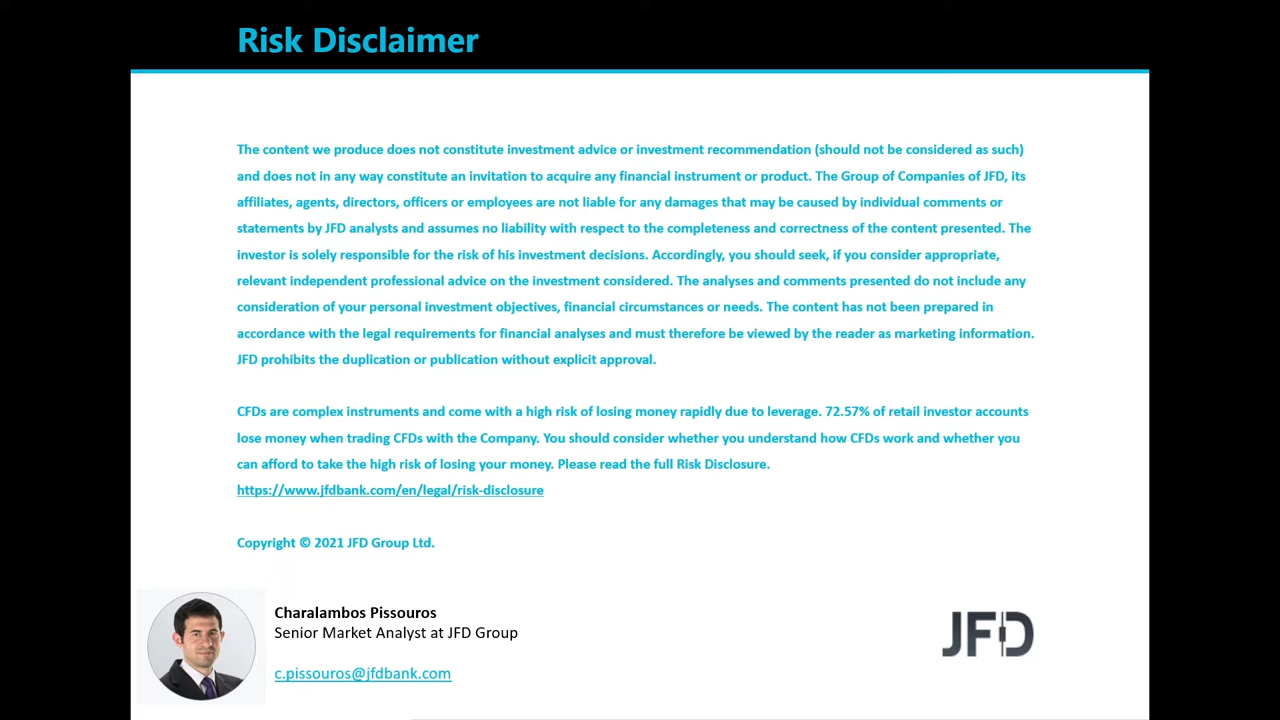 Risk Disclaimer
The content we produce does not constitute investment advice or investment recommendation (should not be considered as such)
and does not in any way constitute an invitation to acquire any financial instrument or product. The Group of Companies of JFD, its
affiliates, agents, directors, officers or employees are not liable for any damages that may be caused by individual comments or
statements by JFD analysts and assumes no liability with respect to the completeness and correctness of the content presented. The
investor is solely responsible for the risk of his investment decisions. Accordingly, you should seek, if you consider appropriate,
relevant independent professional advice on the investment considered. The analyses and comments presented do not include any
consideration of your personal investment objectives, financial circumstances or needs. The content has not been prepared in
accordance with the legal requirements for financial analyses and must therefore be viewed by the reader as marketing information.
JFD prohibits the duplication or publication without explicit approval.
CFDs are complex instruments and come with a high risk of losing money rapidly due to leverage. 72.57% of retail investor accounts
lose money when trading CFDs with the Company. You should consider whether you understand how CFDs work and whether you
can afford to take the high risk of losing your money. Please read the full Risk Disclosure.
https://www.jfdbank.com/en/legal/risk-disclosure
Copyright © 2021 JFD Group Ltd.
Charalambos Pissouros
Senior Market Analyst at JFD Group
c.pissouros@jfdbank.com
JFD